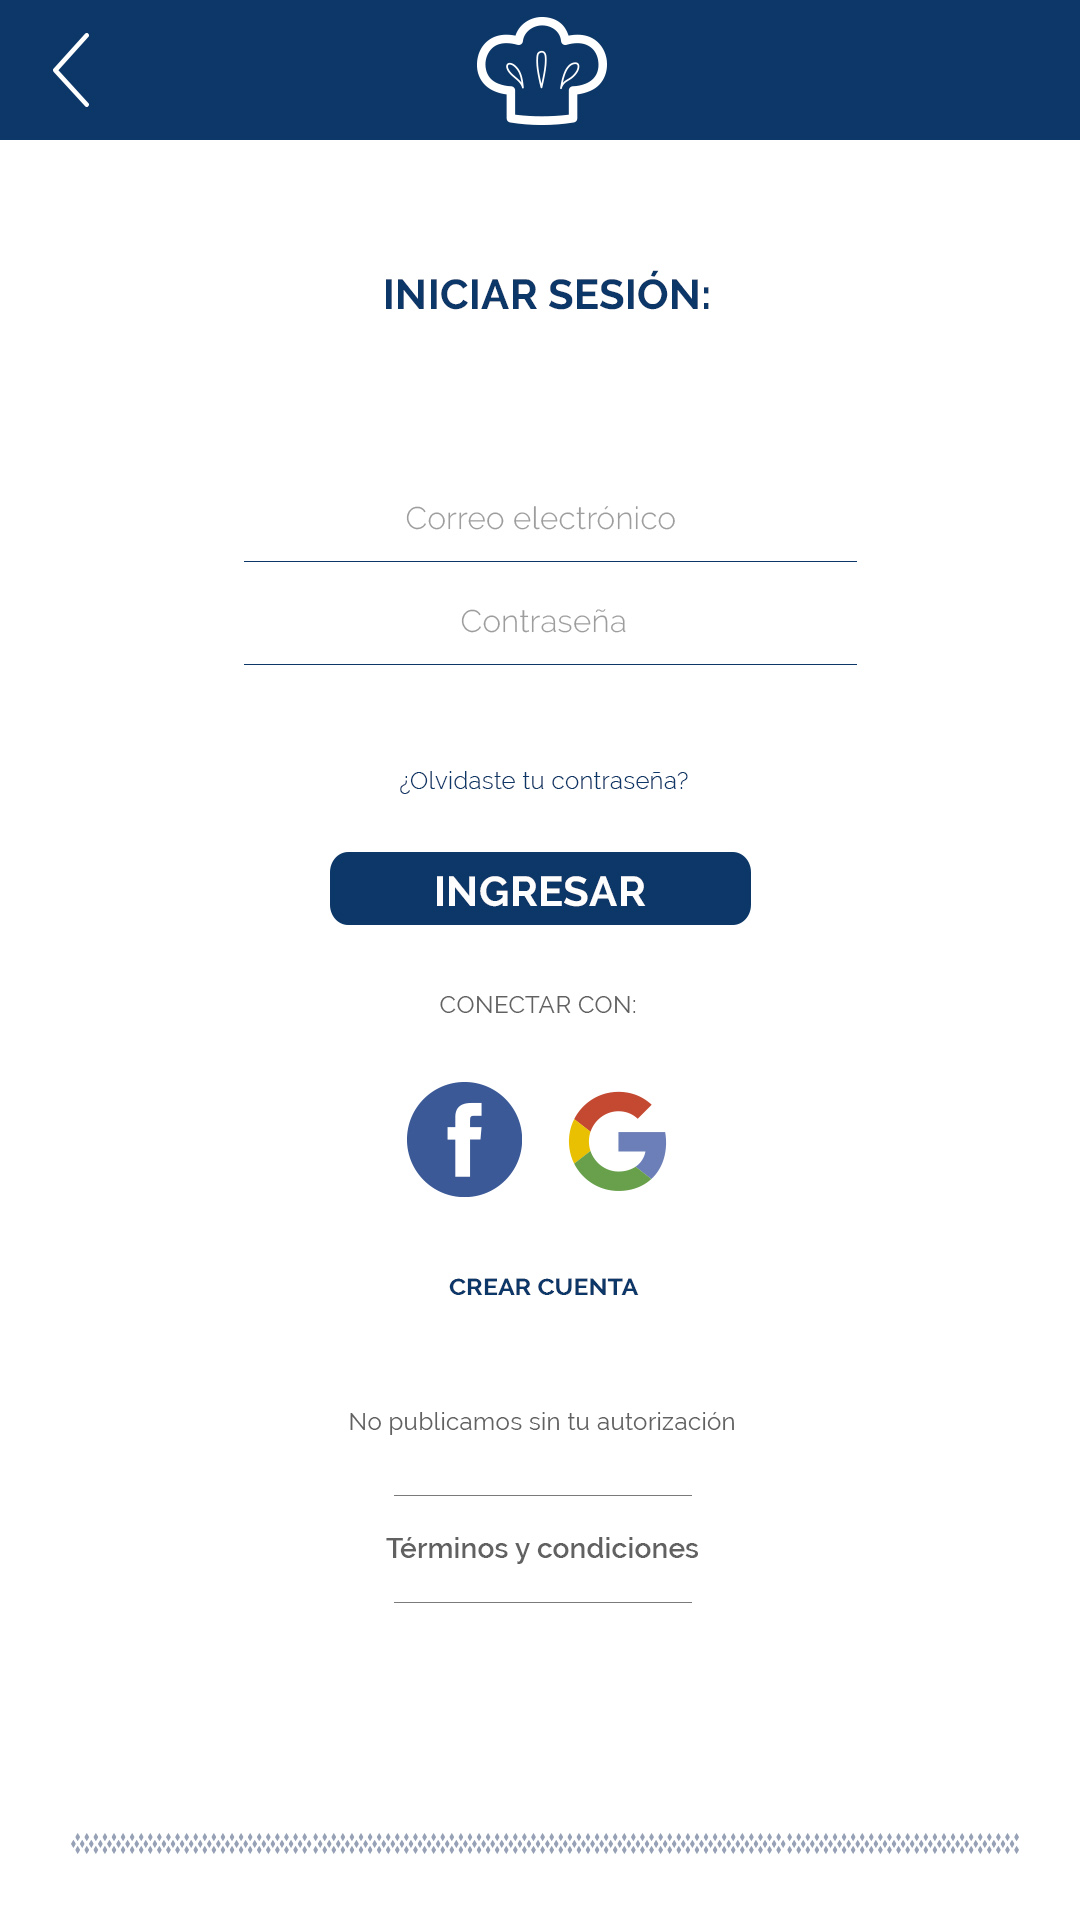 INICIAR SESIÓN:
Correo electrónico
Contraseña
¿Olvidaste tu contraseña?
INGRESAR
CONECTAR CON:
CREAR CUENTA
No publicamos sin tu autorización
Términos y condiciones